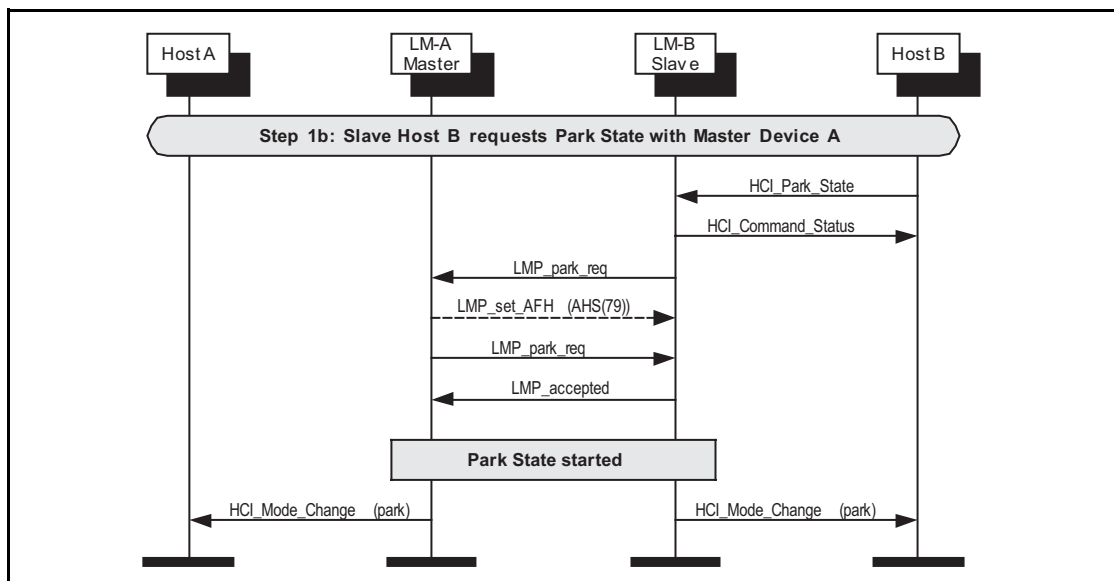 Host A
LM-A
Master
LM-B
Slave
Host B
Step 1b: Slave Host B requests Park State with Master Device A
HCI_Park_State
HCI_Command_Status
LMP_park_req
LMP_set_AFH (AHS(79))
LMP_park_req
LMP_accepted
Park State started
HCI_Mode_Change (park)
HCI_Mode_Change (park)